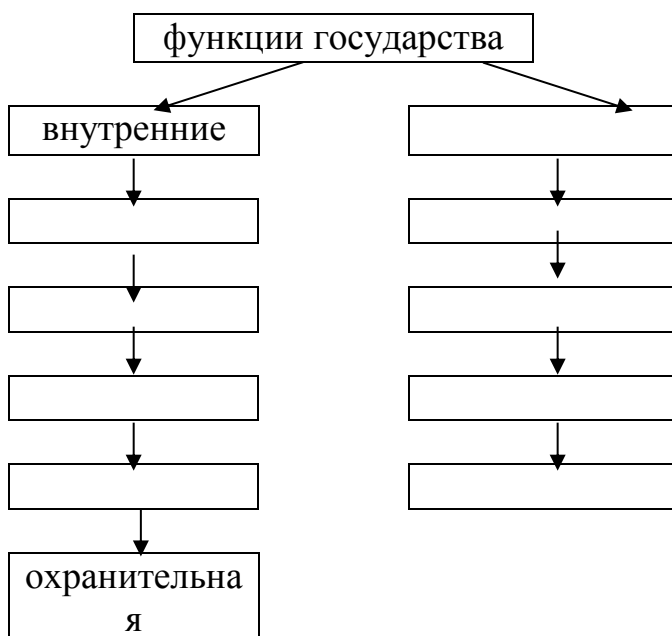 функции государства
внутренние
охранительна
я